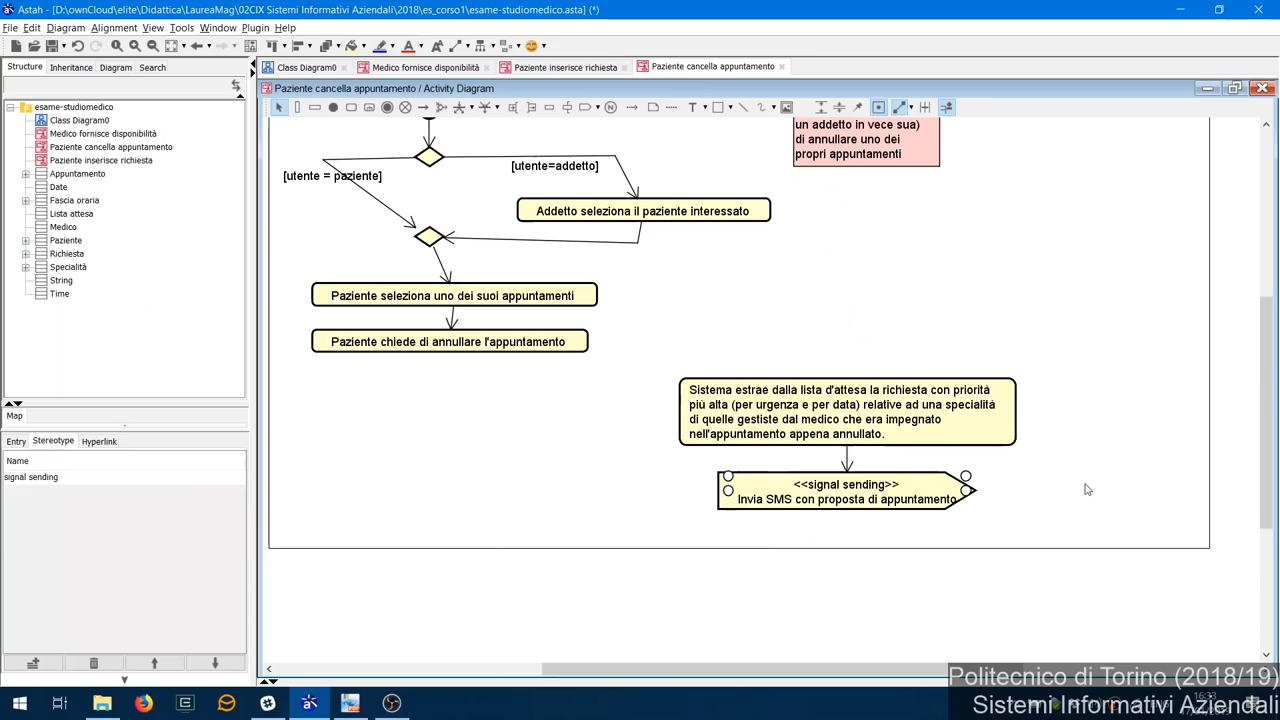 Astah - [D:\ownCloud\elite\Didattica\LaureaMag\02CIX Sistemi Informativi Aziendali\2018\es_corso1\esame-studiomedico.asta] (*)
File Edit Diagram Alignment View Tools Window Plugin Help
Structure Inheritance Diagram Search
Class Diagram0 Medico fornisce disponibilità Paziente inserisce richiesta Paziente cancella appuntamento
Paziente cancella appuntamento / Activity Diagram
esame-studiomedico
Class Diagram0
Medico fornisce disponibilità
Paziente cancella appuntamento
Paziente inserisce richiesta
Appuntamento
Date
Fascia oraria
Lista attesa
Medico
Paziente
Richiesta
Specialità
String
Time
Map
Entry Stereotype Hyperlink
Name
signal sending
un addetto in vece sua)
di annullare uno dei
propri appuntamenti
[utente = paziente]
[utente=addetto]
Addetto seleziona il paziente interessato
Paziente seleziona uno dei suoi appuntamenti
Paziente chiede di annullare l'appuntamento
Sistema estrae dalla lista d'attesa la richiesta con priorità
più alta (per urgenza e per data) relative ad una specialità
di quelle gestiste dal medico che era impegnato
nell'appuntamento appena annullato.
<<signal sending>>
Invia SMS con proposta di appuntamento
Politecnico di Torino (2018/19)
Sistemi Informativi Aziendali